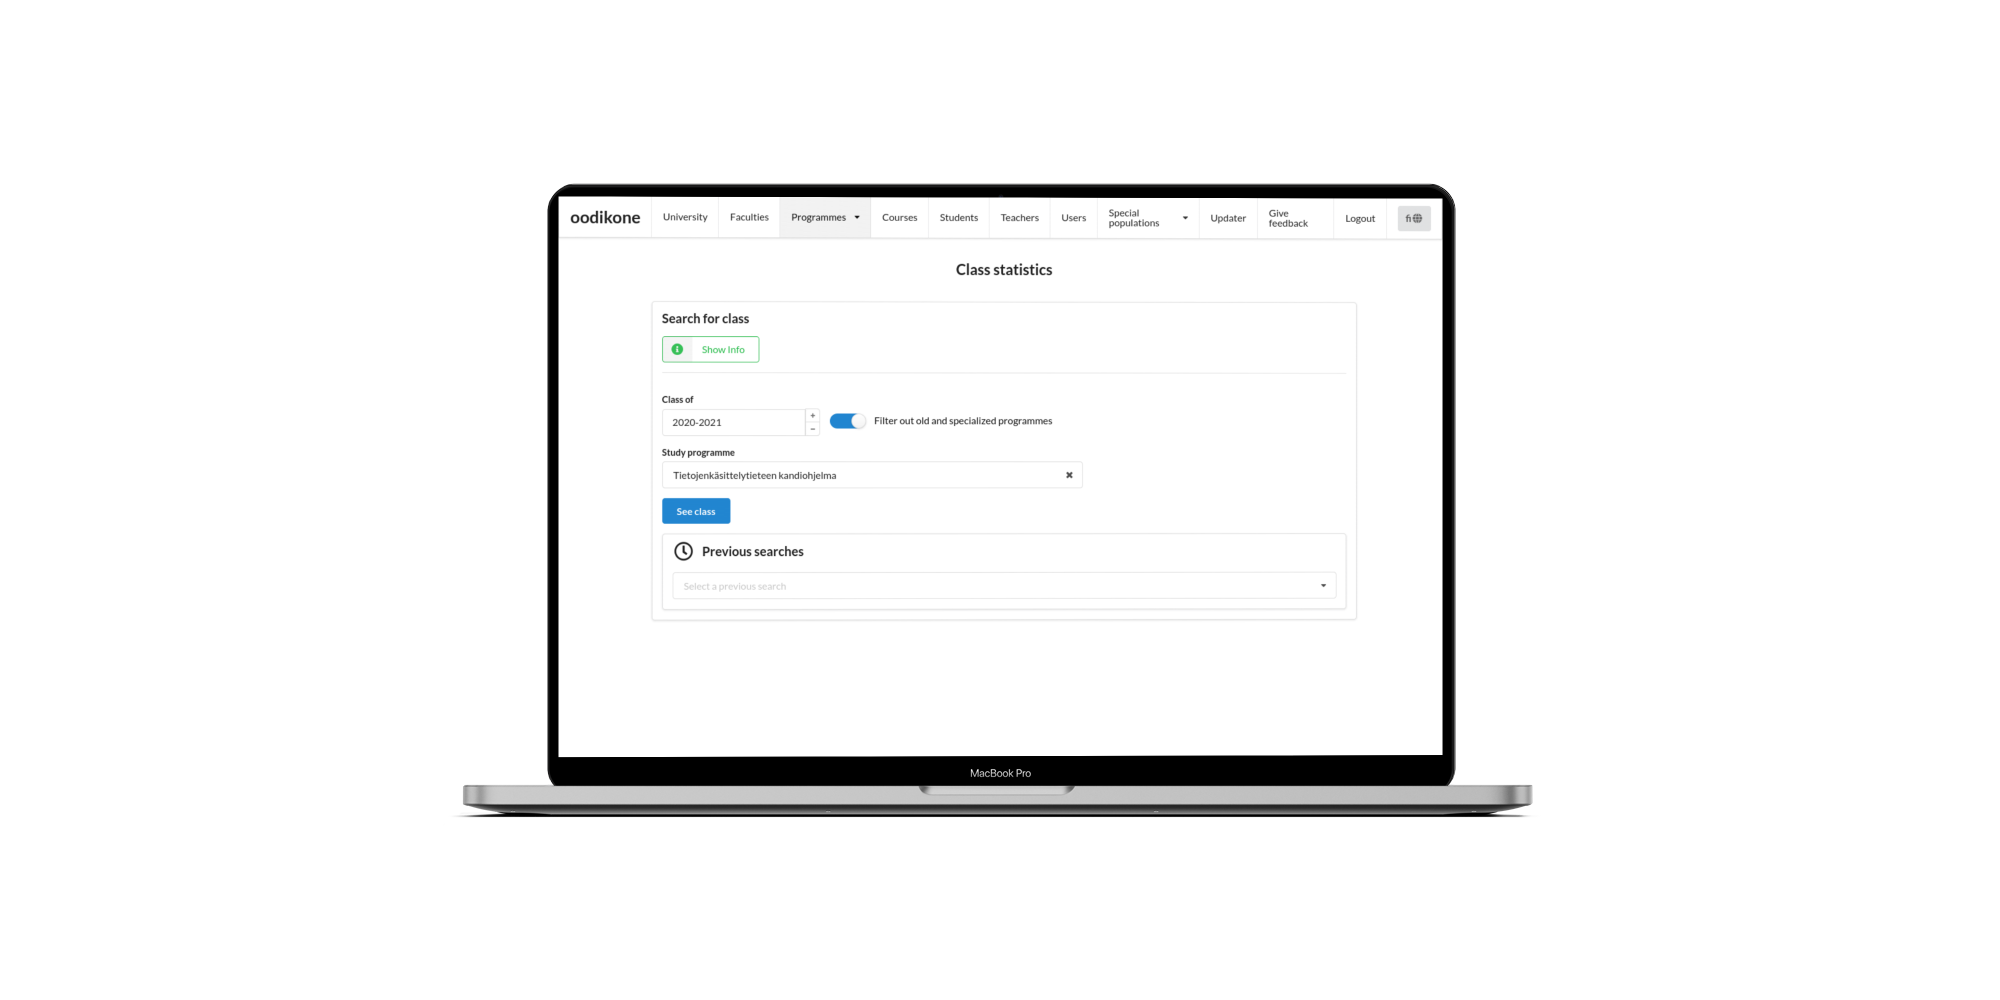 oodikone
University
Faculties
Programmes
Courses
Students
Teachers
Users
Special
populations
Updater
Give
feedback
Logout
fi
Class statistics
Search for class
Show Info
Class of
2020-2021
+
−
Filter out old and specialized programmes
Study programme
Tietojenkäsittelytieteen kandiohjelma
See class
Previous searches
Select a previous search
MacBook Pro